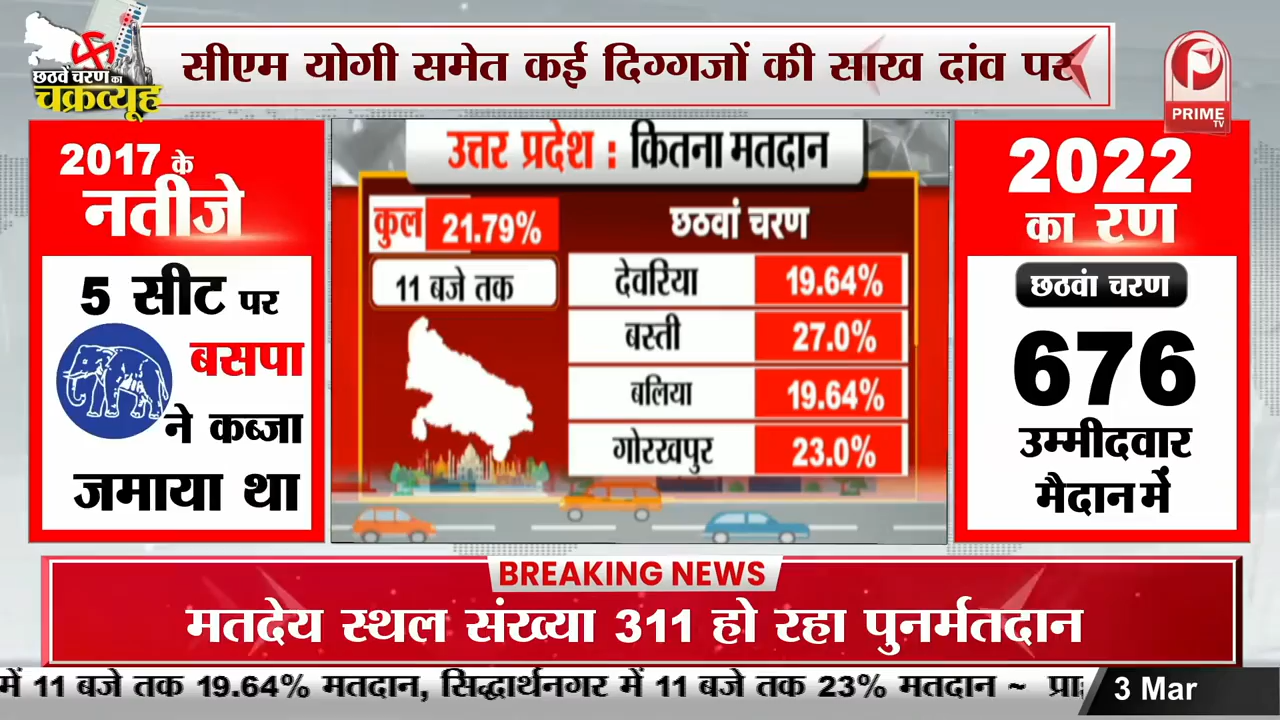 छठवें चरण का
चक्रव्यूह
सीएम योगी समेत कई दिग्गजों की साख दांव पर
PRIME
TV
2017 के
नतीजे
5 सीट पर
बसपा
ने कब्जा
जमाया था
उत्तर प्रदेश : कितना मतदान
कुल 21.79%
11 बजे तक
छठवां चरण
देवरिया 19.64%
बस्ती 27.0%
बलिया 19.64%
गोरखपुर 23.0%
2022
का रण
छठवां चरण
676
उम्मीदवार
मैदान में
BREAKING NEWS
मतदेय स्थल संख्या 311 हो रहा पुनर्मतदान
में 11 बजे तक 19.64% मतदान, सिद्धार्थनगर में 11 बजे तक 23% मतदान ~
3 Mar